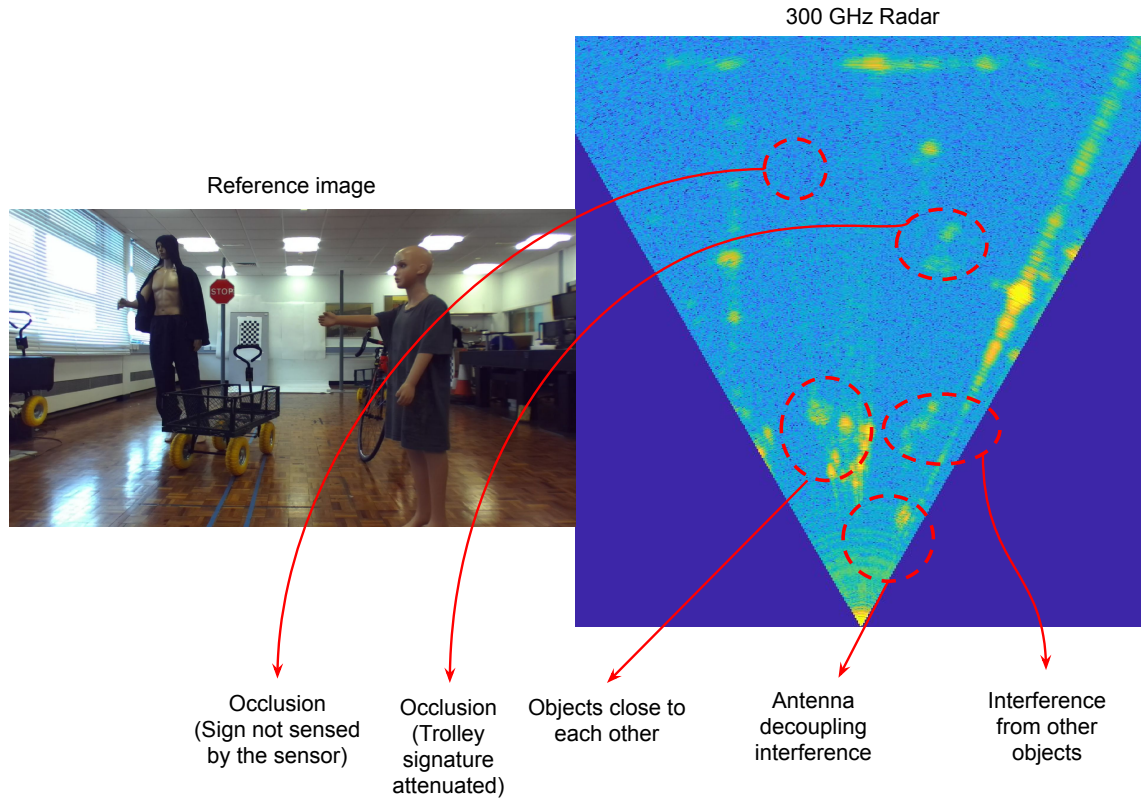 300 GHz Radar
Reference image
STOP
Occlusion
(Sign not sensed
by the sensor)
Occlusion
(Trolley
signature
attenuated)
Objects close to
each other
Antenna
decoupling
interference
Interference
from other
objects